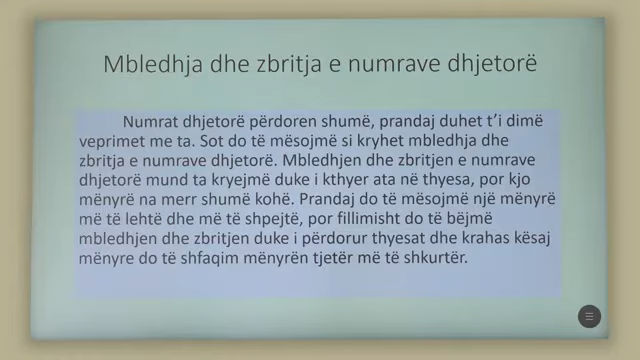 Mbledhja dhe zbritja e numrave dhjetorë
Numrat dhjetorë përdoren shumë, prandaj duhet t’i dimë
veprimet me ta. Sot do të mësojmë si kryhet mbledhja dhe
zbritja e numrave dhjetorë. Mbledhjen dhe zbritjen e numrave
dhjetorë mund ta kryejmë duke i kthyer ata në thyesa, por kjo
mënyrë na merr shumë kohë. Prandaj do të mësojmë një mënyrë
më të lehtë dhe më të shpejtë, por fillimisht do të bëjmë
mbledhjen dhe zbritjen duke i përdorur thyesat dhe krahas kësaj
mënyre do të shfaqim mënyrën tjetër më të shkurtër.